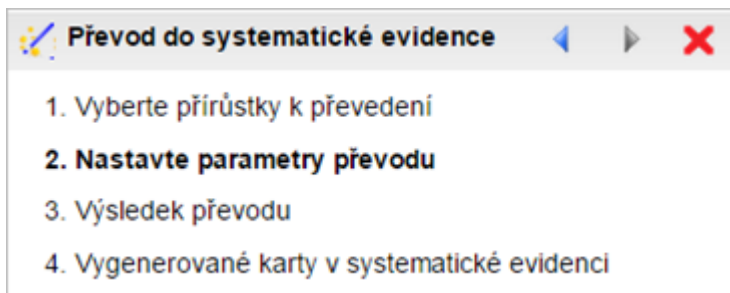 Převod do systematické evidence
1. Vyberte přírůstky k převedení
2. Nastavte parametry převodu
3. Výsledek převodu
4. Vygenerované karty v systematické evidenci